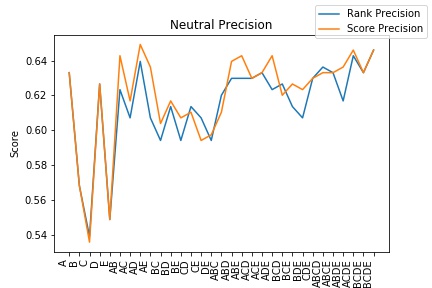 Neutral Precision
Rank Precision
Score Precision
Score
0.64
0.62
0.60
0.58
0.56
0.54
A
B
C
D
E
AB
AC
AD
AE
BC
BD
BE
CD
CE
DE
ABC
ABD
ABE
ACD
ACE
ADE
BCD
BCE
BDE
CDE
ABCD
ABCE
ABDE
ACDE
BCDE
BCDE